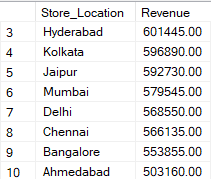 Store_Location Revenue
3 Hyderabad 601445.00
4 Kolkata 596890.00
5 Jaipur 592730.00
6 Mumbai 579545.00
7 Delhi 568550.00
8 Chennai 566135.00
9 Bangalore 553855.00
10 Ahmedabad 503160.00